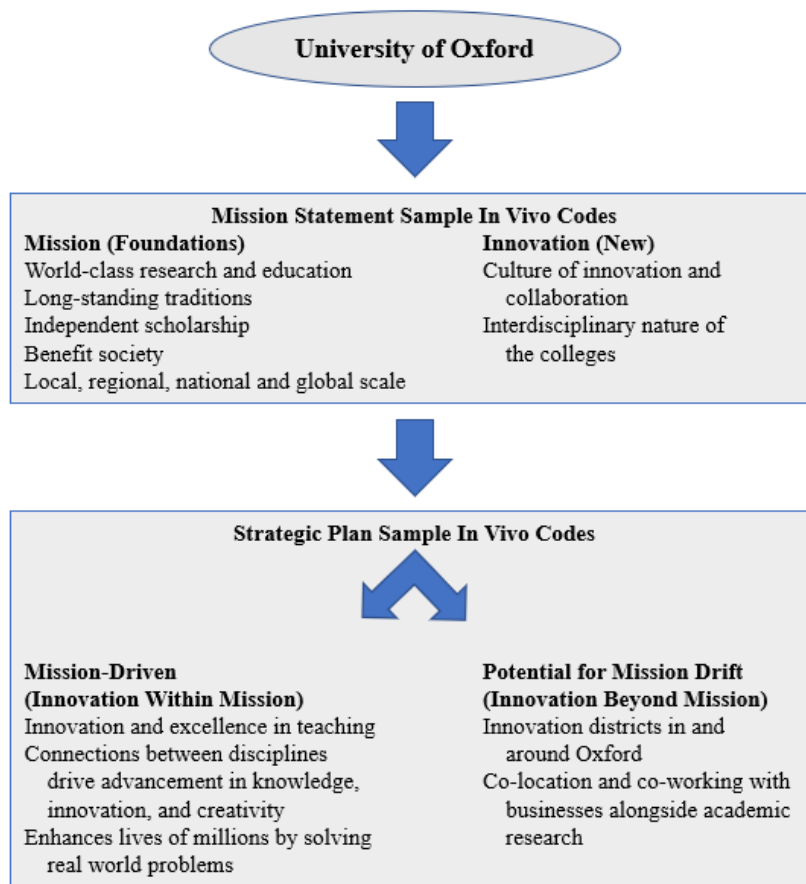 University of Oxford
Mission Statement Sample In Vivo Codes
Mission (Foundations)
World-class research and education
Long-standing traditions
Independent scholarship
Benefit society
Local, regional, national and global scale
Innovation (New)
Culture of innovation and
collaboration
Interdisciplinary nature of
the colleges
Strategic Plan Sample In Vivo Codes
Mission-Driven
(Innovation Within Mission)
Innovation and excellence in teaching
Connections between disciplines
drive advancement in knowledge,
innovation, and creativity
Enhances lives of millions by solving
real world problems
Potential for Mission Drift
(Innovation Beyond Mission)
Innovation districts in and
around Oxford
Co-location and co-working with
businesses alongside academic
research